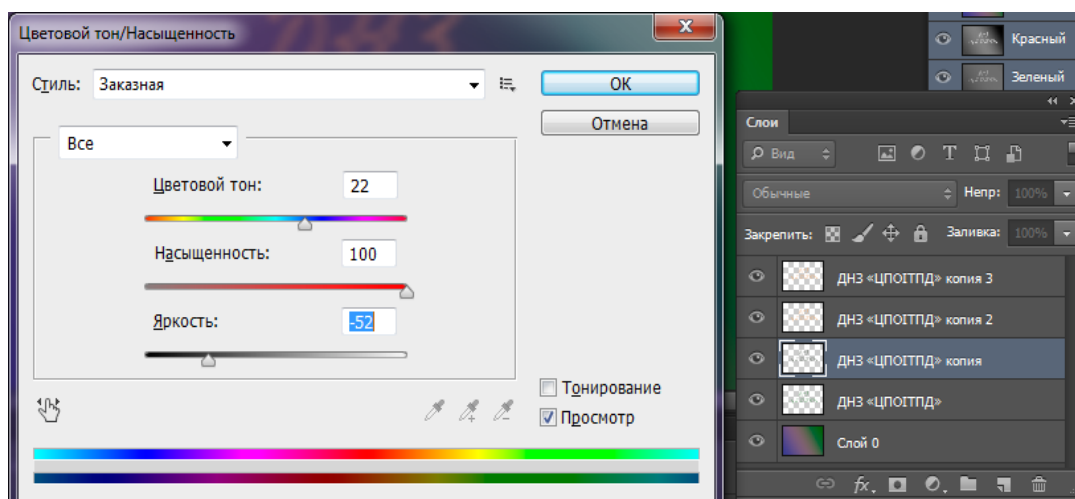 Цветовой тон/Насыщенность
Стиль: Заказная
OK
Отмена
Все
Цветовой тон: 22
Насыщенность: 100
Яркость: -52
Тонирование
Просмотр
Красный
Зеленый
Слои
Вид
Обычные
Непр: 100%
Закрепить:
Заливка: 100%
ДНЗ «ЦПОІТПД» копия 3
ДНЗ «ЦПОІТПД» копия 2
ДНЗ «ЦПОІТПД» копия
ДНЗ «ЦПОІТПД»
Слой 0
fx